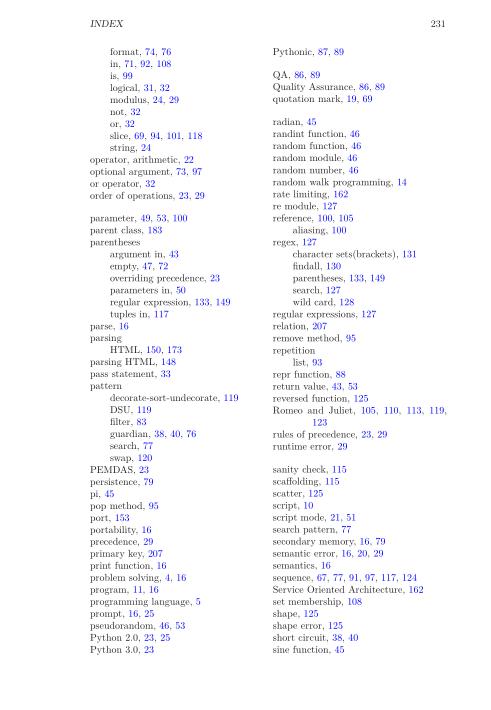 INDEX 231
format, 74, 76
in, 71, 92, 108
is, 99
logical, 31, 32
modulus, 24, 29
not, 32
or, 32
slice, 69, 94, 101, 118
string, 24
operator, arithmetic, 22
optional argument, 73, 97
or operator, 32
order of operations, 23, 29
parameter, 49, 53, 100
parent class, 183
parentheses
argument in, 43
empty, 47, 72
overriding precedence, 23
parameters in, 50
regular expression, 133, 149
tuples in, 117
parse, 16
parsing
HTML, 150, 173
parsing HTML, 148
pass statement, 33
pattern
decorate-sort-undecorate, 119
DSU, 119
filter, 83
guardian, 38, 40, 76
search, 77
swap, 120
PEMDAS, 23
persistence, 79
pi, 45
pop method, 95
port, 153
portability, 16
precedence, 29
primary key, 207
print function, 16
problem solving, 4, 16
program, 11, 16
programming language, 5
prompt, 16, 25
pseudorandom, 46, 53
Python 2.0, 23, 25
Python 3.0, 23
Pythonic, 87, 89
QA, 86, 89
Quality Assurance, 86, 89
quotation mark, 19, 69
radian, 45
randint function, 46
random function, 46
random module, 46
random number, 46
random walk programming, 14
rate limiting, 162
re module, 127
reference, 100, 105
aliasing, 100
regex, 127
character sets(brackets), 131
findall, 130
parentheses, 133, 149
search, 127
wild card, 128
regular expressions, 127
relation, 207
remove method, 95
repetition
list, 93
repr function, 88
return value, 43, 53
reversed function, 125
Romeo and Juliet, 105, 110, 113, 119,
123
rules of precedence, 23, 29
runtime error, 29
sanity check, 115
scaffolding, 115
scatter, 125
script, 10
script mode, 21, 51
search pattern, 77
secondary memory, 16, 79
semantic error, 16, 20, 29
semantics, 16
sequence, 67, 77, 91, 97, 117, 124
Service Oriented Architecture, 162
set membership, 108
shape, 125
shape error, 125
short circuit, 38, 40
sine function, 45